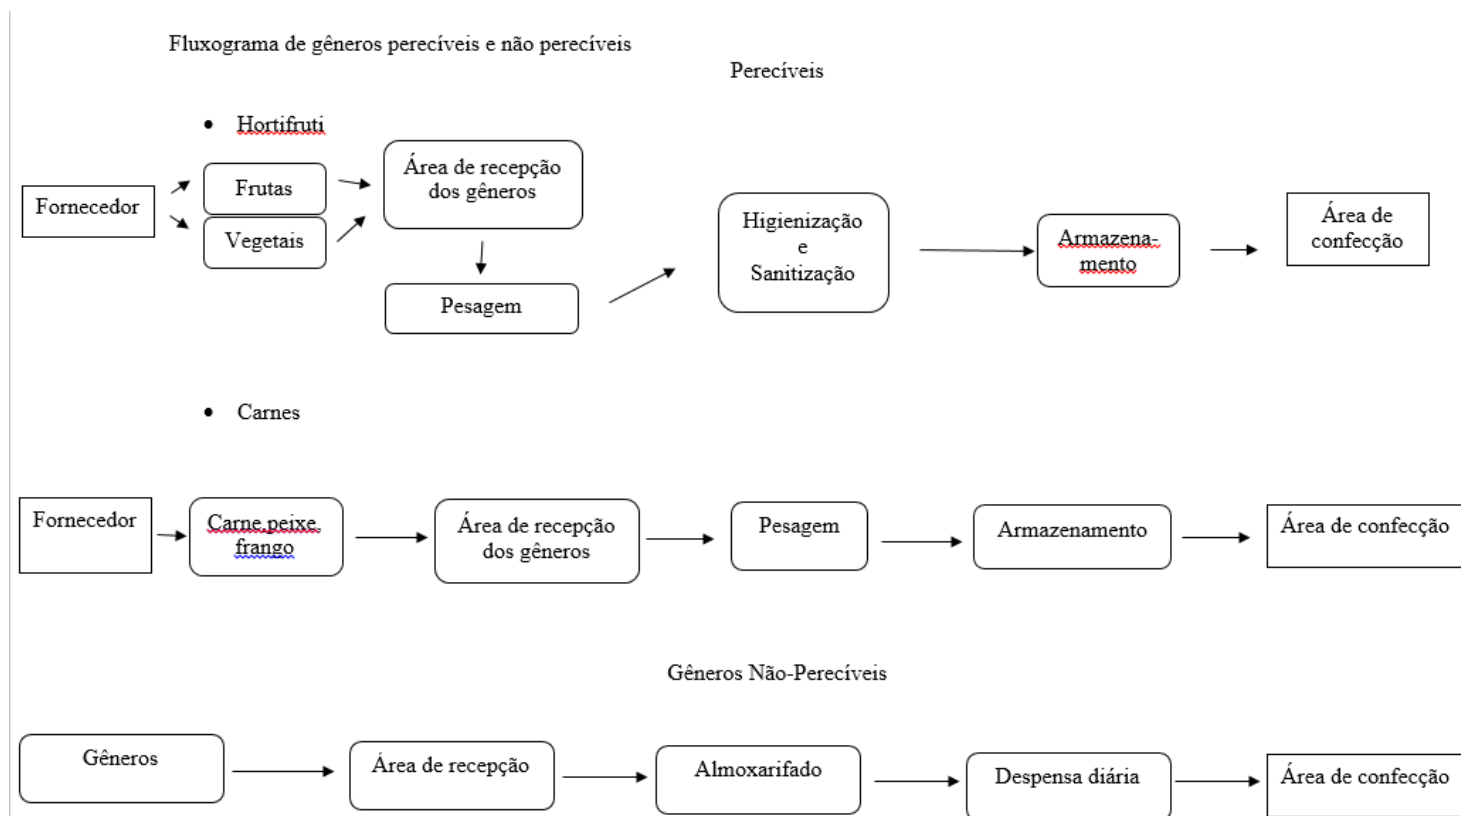 Fluxograma de gêneros perecíveis e não perecíveis
Perecíveis
• Hortifruti
Fornecedor
Frutas
Vegetais
Área de recepção
dos gêneros
Pesagem
Higienização
e
Sanitização
Armazena-
mento
Área de
confecção
• Carnes
Fornecedor
Carne,peixe,
frango
Área de recepção
dos gêneros
Pesagem
Armazenamento
Área de confecção
Gêneros Não-Perecíveis
Gêneros
Área de recepção
Almoxarifado
Despensa diária
Área de confecção